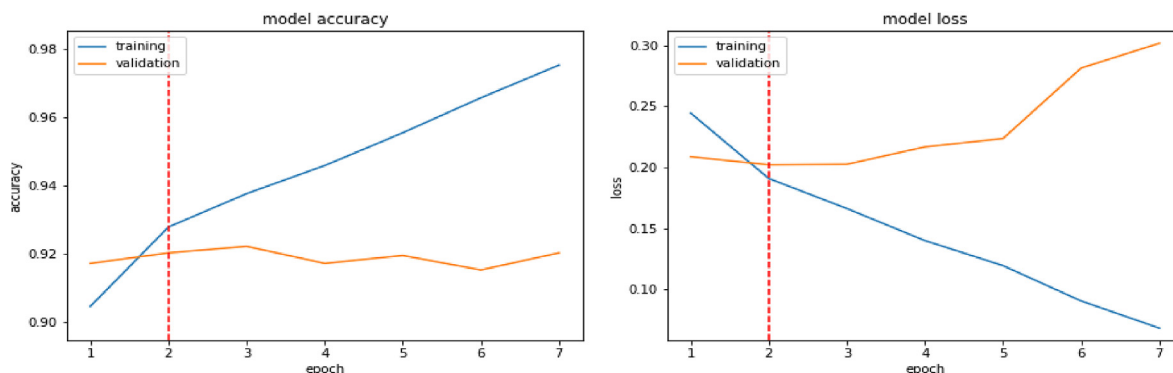 model accuracy
0.98
0.96
0.94
0.92
0.90
accuracy
training
validation
1 2 3 4 5 6 7
epoch
model loss
0.30
0.25
0.20
0.15
0.10
loss
training
validation
1 2 3 4 5 6 7
epoch